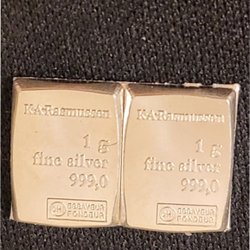 K·A·Rasmussen K·A·Rasmussen
1 g 1 g
fine silver fine silver
999,0 999,0
ESSAYEUR ESSAYEUR
FONDEUR FONDEUR